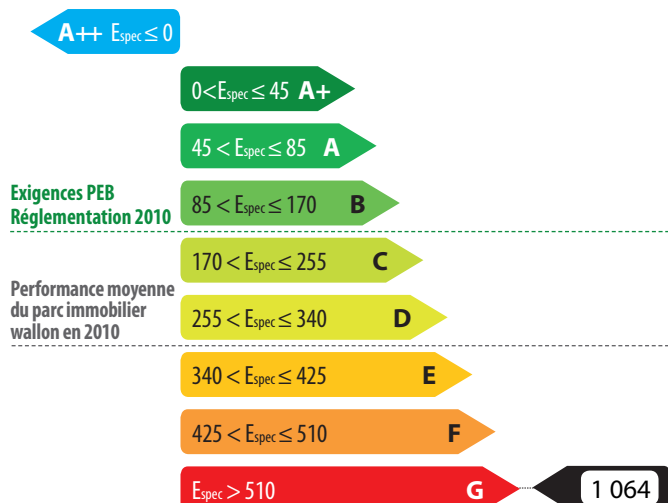 A++ Espec ≤ 0
0<Espec ≤ 45 A+
45 < Espec ≤ 85 A
Exigences PEB
Réglementation 2010
85 < Espec ≤ 170 B
170 < Espec ≤ 255 C
Performance moyenne
du parc immobilier
wallon en 2010
255 < Espec ≤ 340 D
340 < Espec ≤ 425 E
425 < Espec ≤ 510 F
Espec > 510 G
1 064